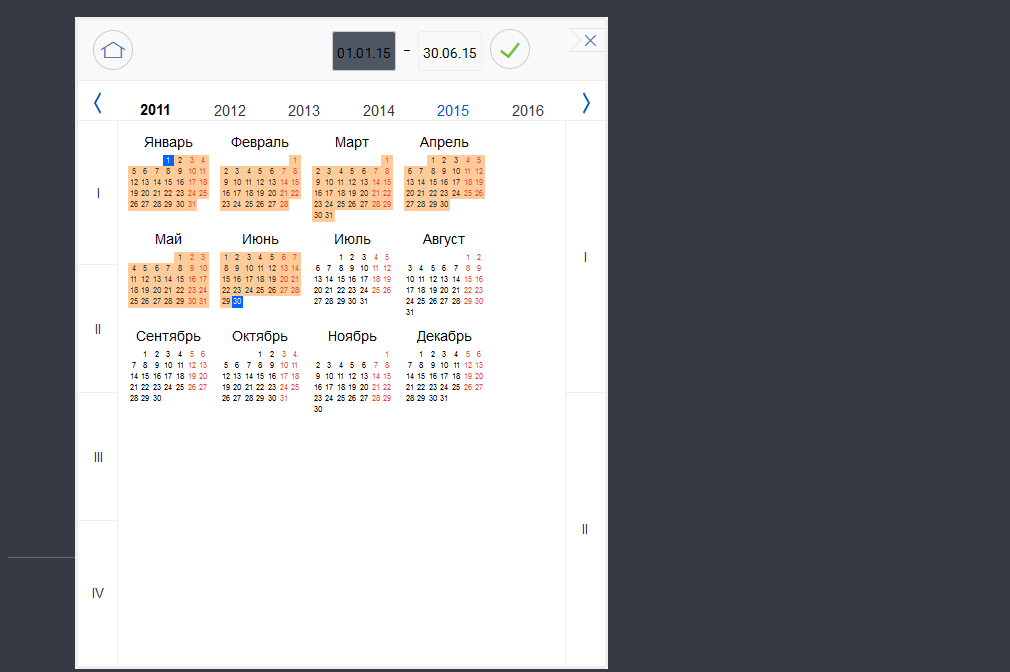 01.01.15 – 30.06.15
2011 2012 2013 2014 2015 2016
Январь Февраль Март Апрель
1 2 3 4 1 1 1 2 3 4 5
5 6 7 8 9 10 11 2 3 4 5 6 7 8 2 3 4 5 6 7 8 6 7 8 9 10 11 12
12 13 14 15 16 17 18 9 10 11 12 13 14 15 9 10 11 12 13 14 15 13 14 15 16 17 18 19
I 19 20 21 22 23 24 25 16 17 18 19 20 21 22 16 17 18 19 20 21 22 20 21 22 23 24 25 26
26 27 28 29 30 31 23 24 25 26 27 28 23 24 25 26 27 28 29 27 28 29 30
30 31
Май Июнь Июль Август
1 2 3 1 2 3 4 5 6 7 1 2 3 4 5 1 2 I
4 5 6 7 8 9 10 8 9 10 11 12 13 14 6 7 8 9 10 11 12 3 4 5 6 7 8 9
11 12 13 14 15 16 17 15 16 17 18 19 20 21 13 14 15 16 17 18 19 10 11 12 13 14 15 16
18 19 20 21 22 23 24 22 23 24 25 26 27 28 20 21 22 23 24 25 26 17 18 19 20 21 22 23
25 26 27 28 29 30 31 29 30 27 28 29 30 31 24 25 26 27 28 29 30
31
II
Сентябрь Октябрь Ноябрь Декабрь
1 2 3 4 5 6 1 2 3 4 1 1 2 3 4 5 6
7 8 9 10 11 12 13 5 6 7 8 9 10 11 2 3 4 5 6 7 8 7 8 9 10 11 12 13
14 15 16 17 18 19 20 12 13 14 15 16 17 18 9 10 11 12 13 14 15 14 15 16 17 18 19 20
21 22 23 24 25 26 27 19 20 21 22 23 24 25 16 17 18 19 20 21 22 21 22 23 24 25 26 27
28 29 30 26 27 28 29 30 31 23 24 25 26 27 28 29 28 29 30 31
30
III
II
IV